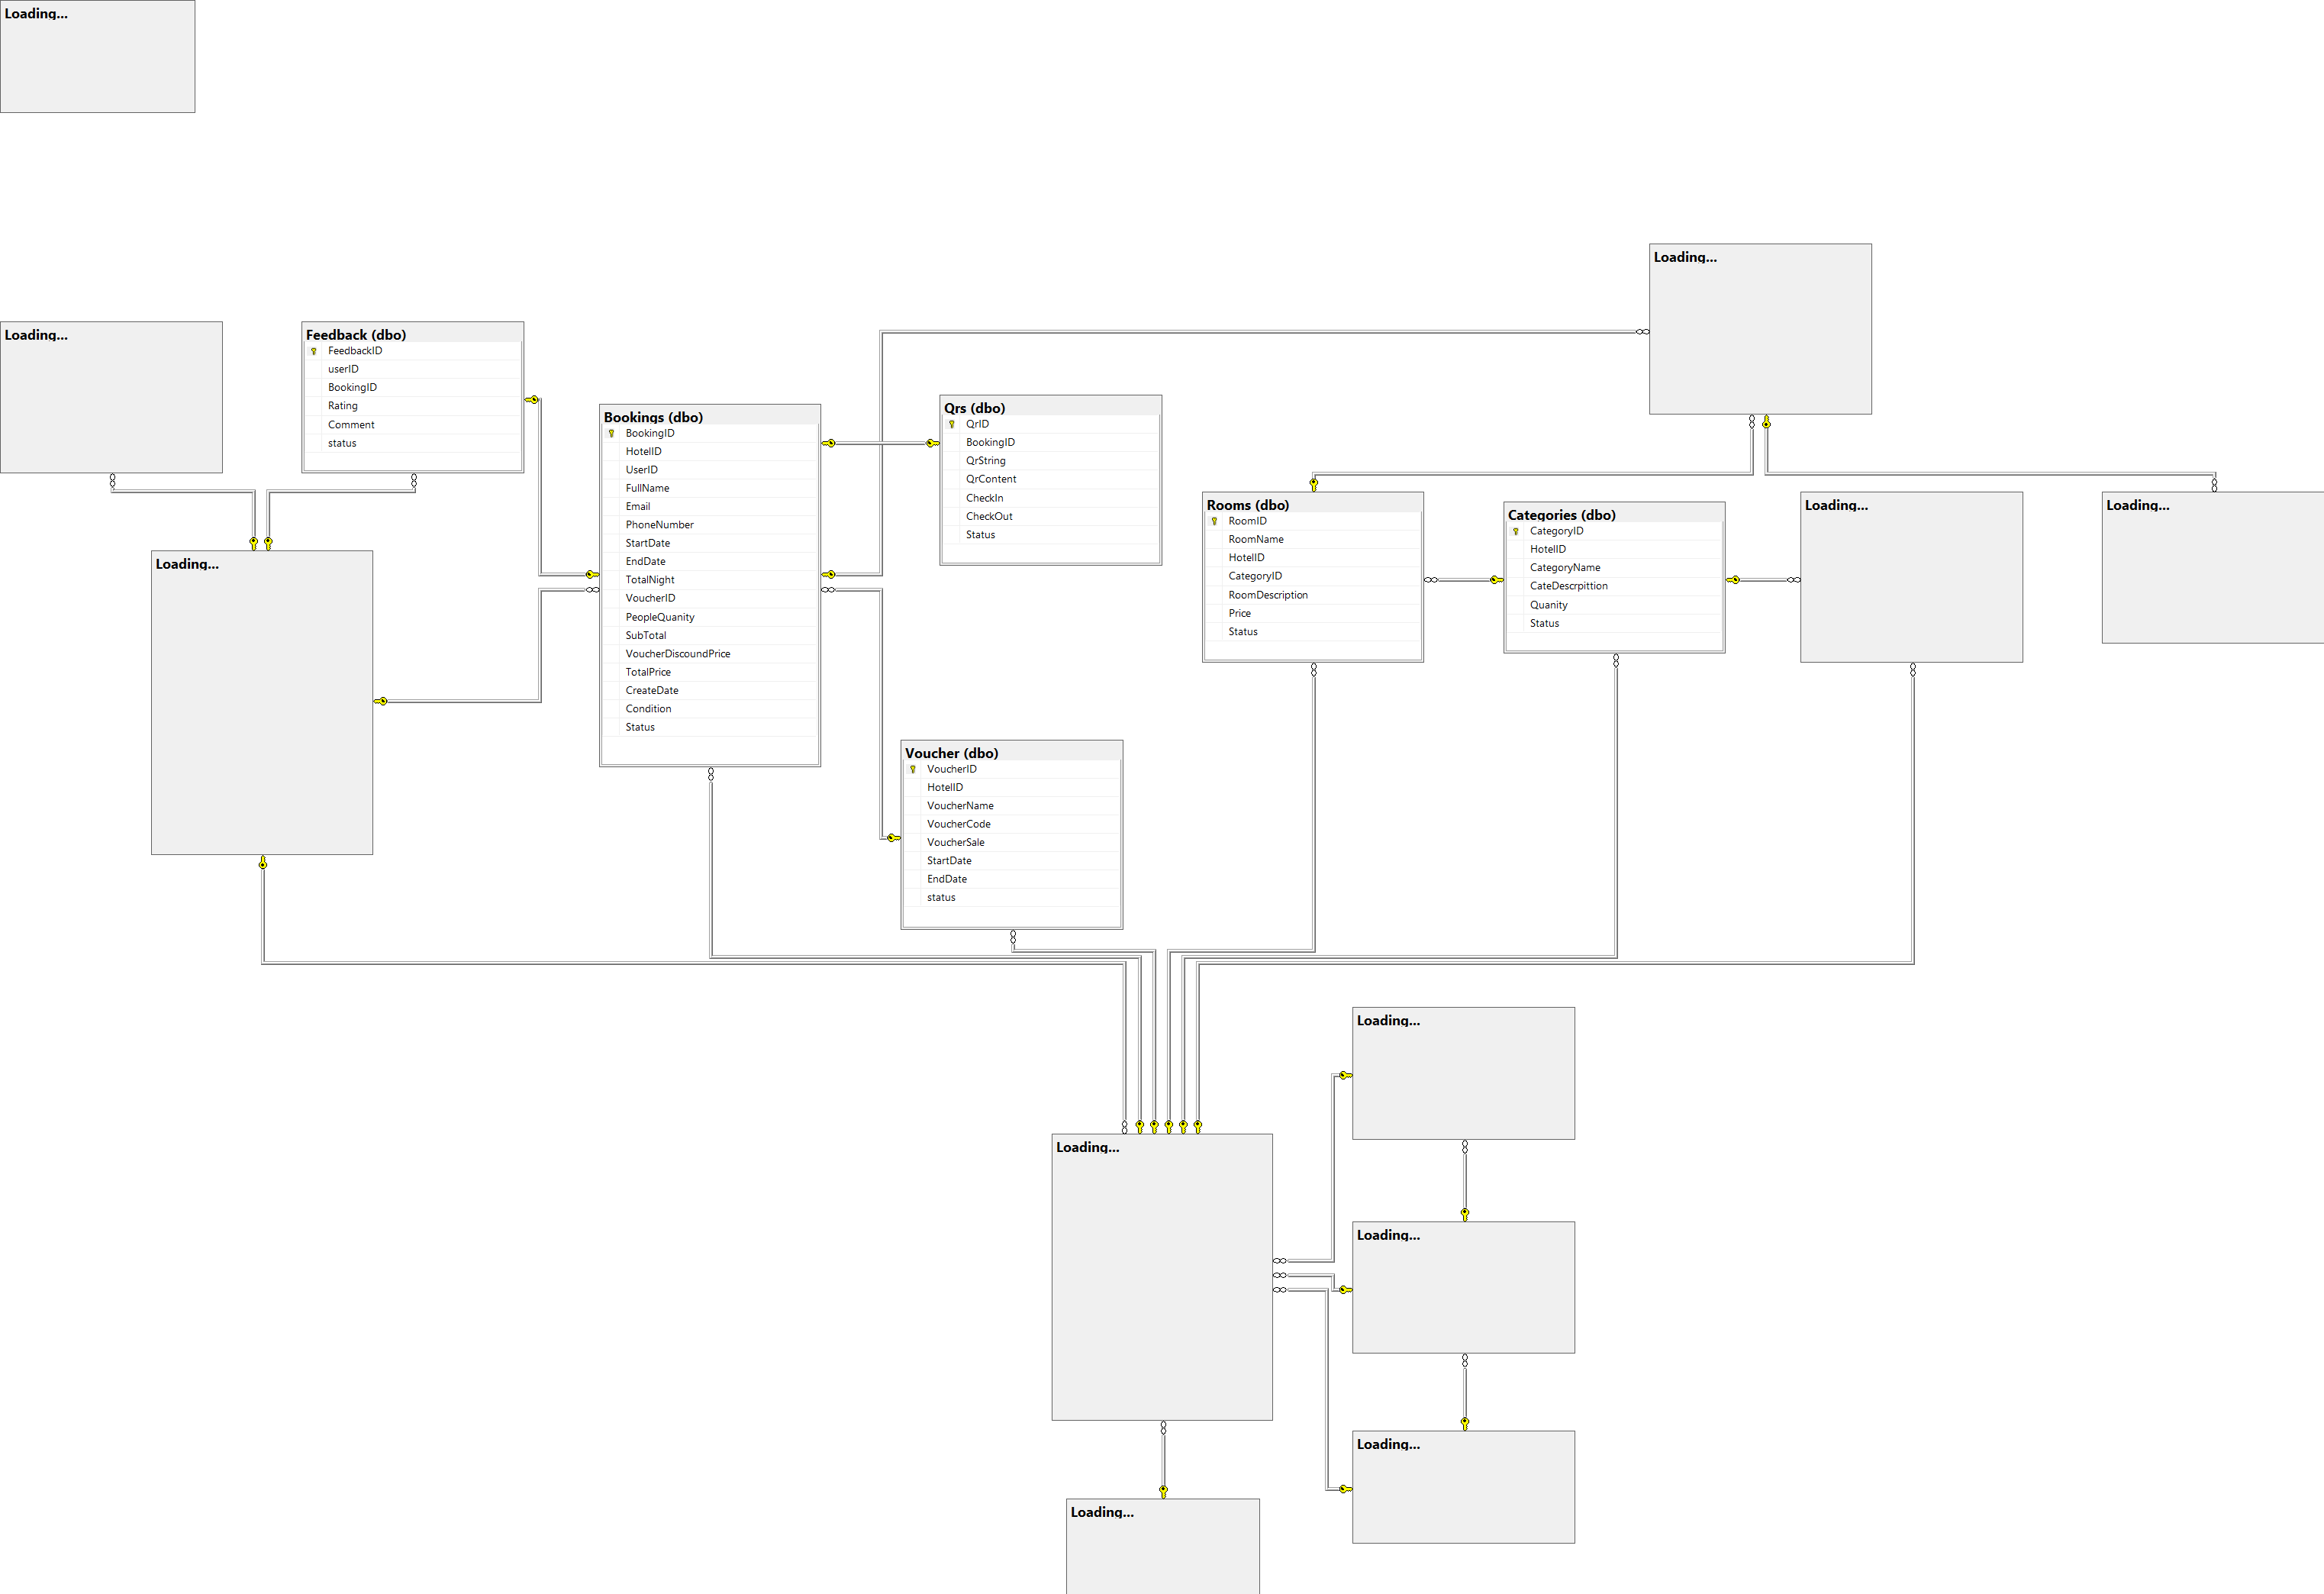 Loading...
Loading...
Loading...
Feedback (dbo)
FeedbackID
userID
BookingID
Rating
Comment
status
Bookings (dbo)
BookingID
HotelID
UserID
FullName
Email
PhoneNumber
StartDate
EndDate
TotalNight
VoucherID
PeopleQuanity
SubTotal
VoucherDiscoundPrice
TotalPrice
CreateDate
Condition
Status
Qrs (dbo)
QrID
BookingID
QrString
QrContent
CheckIn
CheckOut
Status
Rooms (dbo)
RoomID
RoomName
HotelID
CategoryID
RoomDescription
Price
Status
Categories (dbo)
CategoryID
HotelID
CategoryName
CateDescrpittion
Quanity
Status
Loading...
Loading...
Loading...
Voucher (dbo)
VoucherID
HotelID
VoucherName
VoucherCode
VoucherSale
StartDate
EndDate
status
Loading...
Loading...
Loading...
Loading...
Loading...